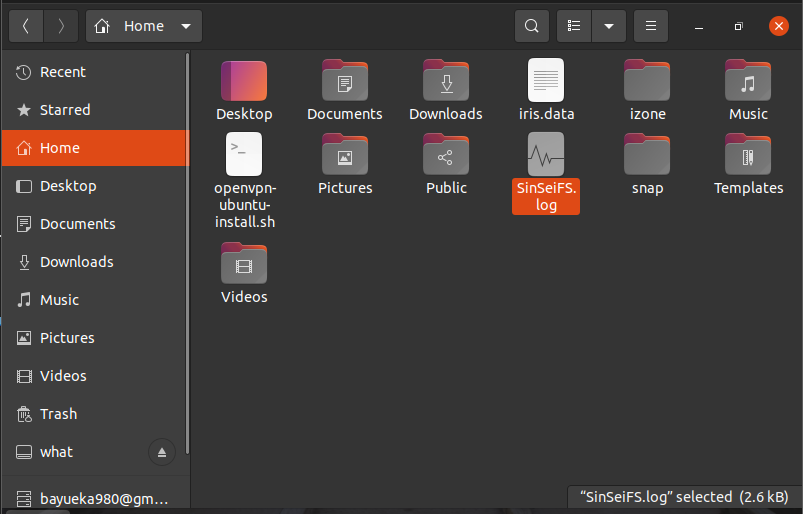 Home
Recent
Starred
Home
Desktop
Documents
Downloads
Music
Pictures
Videos
Trash
what
bayueka980@gm...
Desktop
Documents
Downloads
iris.data
izone
Music
>_
openvpn-
ubuntu-
install.sh
Pictures
Public
SinSeiFS.
log
snap
Templates
Videos
“SinSeiFS.log” selected (2.6 kB)